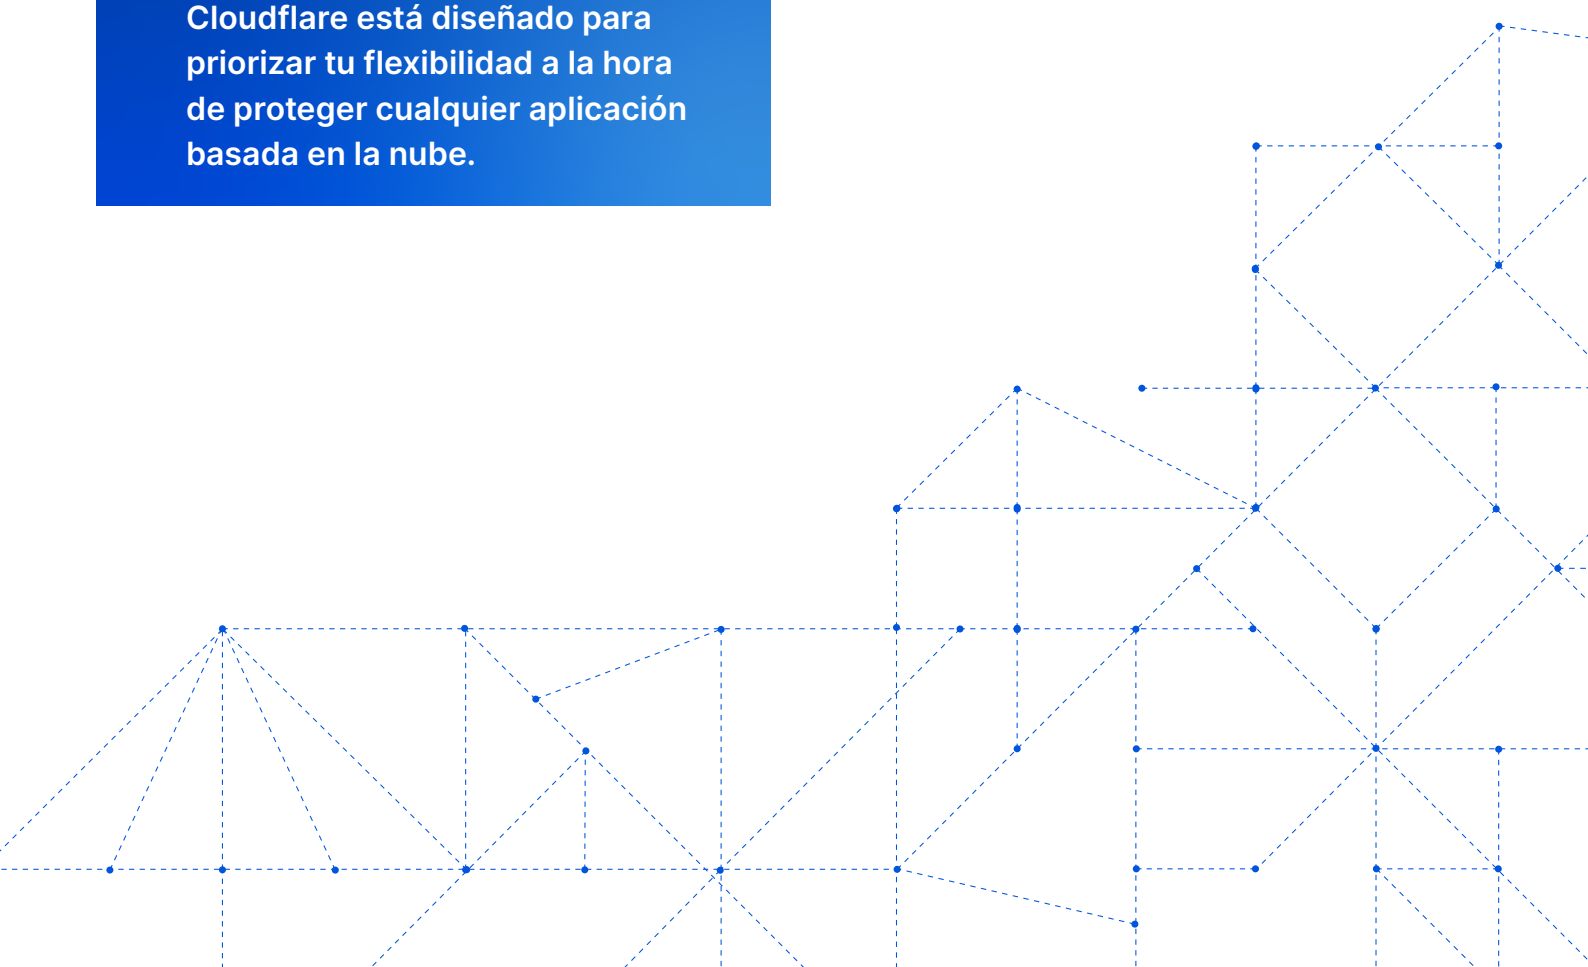 Cloudflare está diseñado para
priorizar tu flexibilidad a la hora
de proteger cualquier aplicación
basada en la nube.